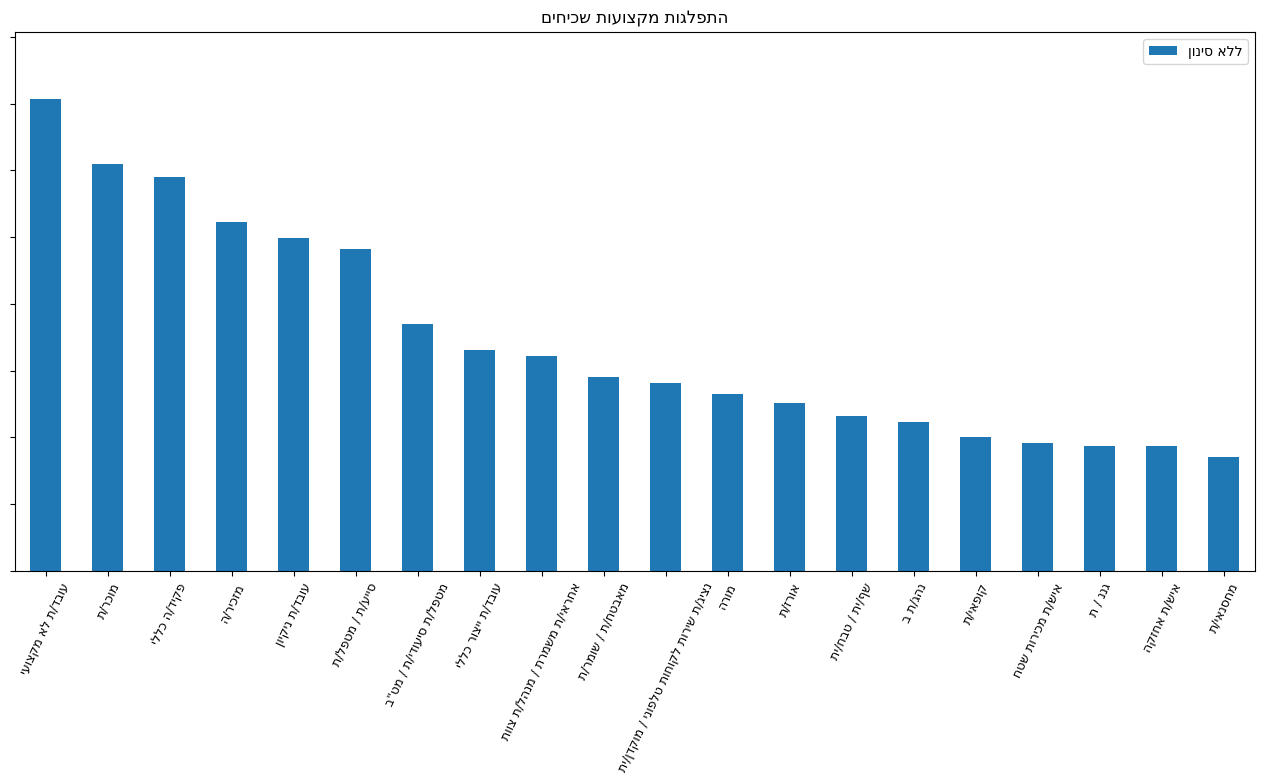 התפלגות מקצועות שכיחים
ללא סינון
עובד/ת לא מקצועי
מוכר/ת
פקיד/ה כללי
מזכיר/ה
עובד/ת ניקיון
סייע/ת / מטפל/ת
מטפל/ת סיעודי/ת / מט"ב
עובד/ת ייצור כללי
אחראי/ת משמרת / מנהל/ת צוות
מאבטח/ת / שומר/ת
נציג/ת שירות לקוחות טלפוני / מוקדן/ית
מורה
אורז/ת
שף/ית / טבח/ית
נהג/ת ב
קופאי/ת
איש/ת מכירות שטח
גננ / ת
איש/ת אחזקה
מחסנאי/ת